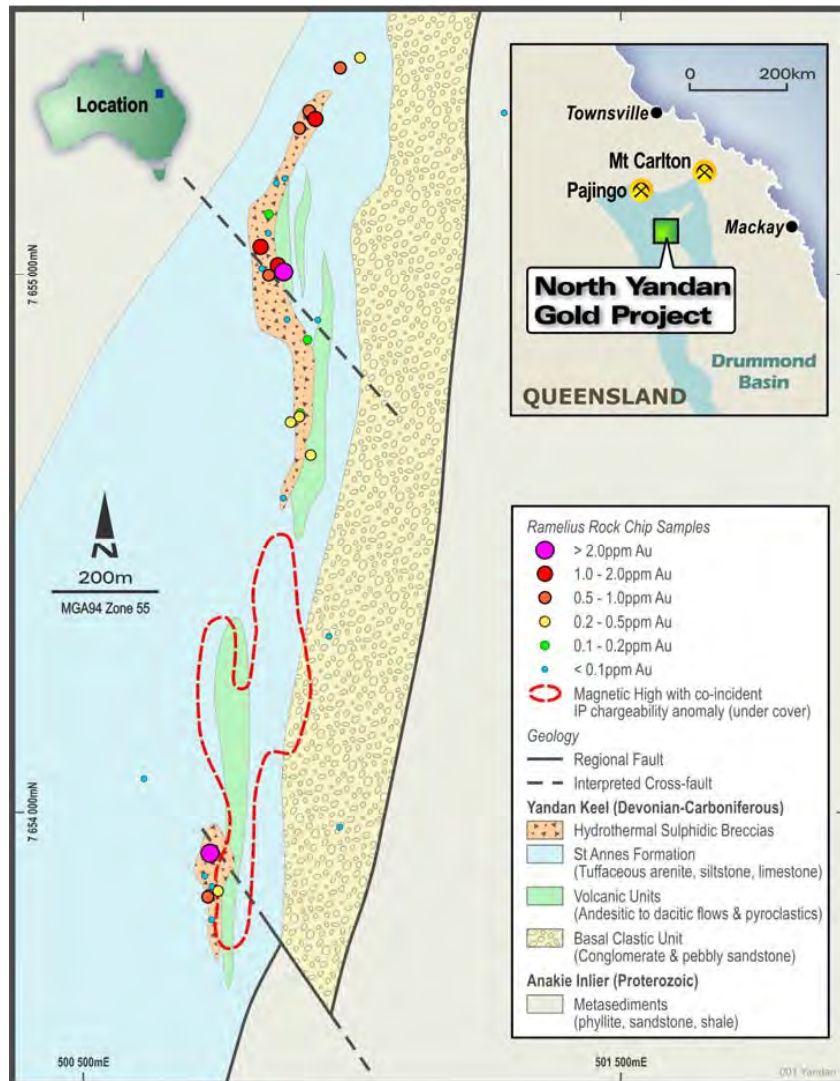 Location
0 200km
Townsville
Mt Carlton
Pajingo
Mackay
North Yandan
Gold Project
Drummond
Basin
QUEENSLAND
7 655 000mN
N
200m
MGA94 Zone 55
7 654 000mN
500 500mE
501 500mE
Ramelius Rock Chip Samples
> 2.0ppm Au
1.0 - 2.0ppm Au
0.5 - 1.0ppm Au
0.2 - 0.5ppm Au
0.1 - 0.2ppm Au
< 0.1ppm Au
Magnetic High with co-incident
IP chargeability anomaly (under cover)
Geology
Regional Fault
Interpreted Cross-fault
Yandan Keel (Devonian-Carboniferous)
Hydrothermal Sulphidic Breccias
St Annes Formation
(Tuffaceous arenite, siltstone, limestone)
Volcanic Units
(Andesitic to dacitic flows & pyroclastics)
Basal Clastic Unit
(Conglomerate & pebbly sandstone)
Anakie Inlier (Proterozoic)
Metasediments
(phyllite, sandstone, shale)
001 Yandan